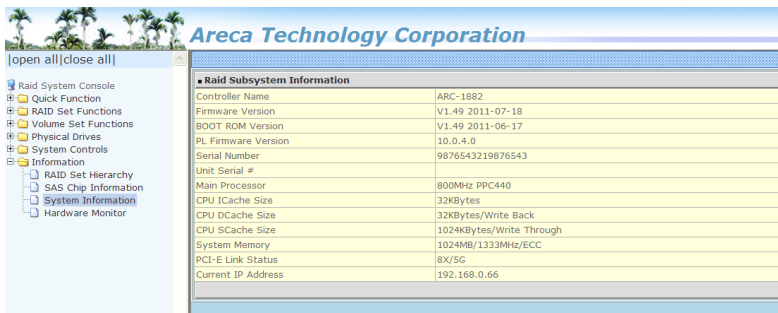 Areca Technology Corporation
|open all|close all|
Raid System Console
Quick Function
RAID Set Functions
Volume Set Functions
Physical Drives
System Controls
Information
RAID Set Hierarchy
SAS Chip Information
System Information
Hardware Monitor
Raid Subsystem Information
Controller Name ARC-1882
Firmware Version V1.49 2011-07-18
BOOT ROM Version V1.49 2011-06-17
PL Firmware Version 10.0.4.0
Serial Number 9876543219876543
Unit Serial #
Main Processor 800MHz PPC440
CPU ICache Size 32KBytes
CPU DCache Size 32KBytes/Write Back
CPU SCache Size 1024KBytes/Write Through
System Memory 1024MB/1333MHz/ECC
PCI-E Link Status 8X/5G
Current IP Address 192.168.0.66